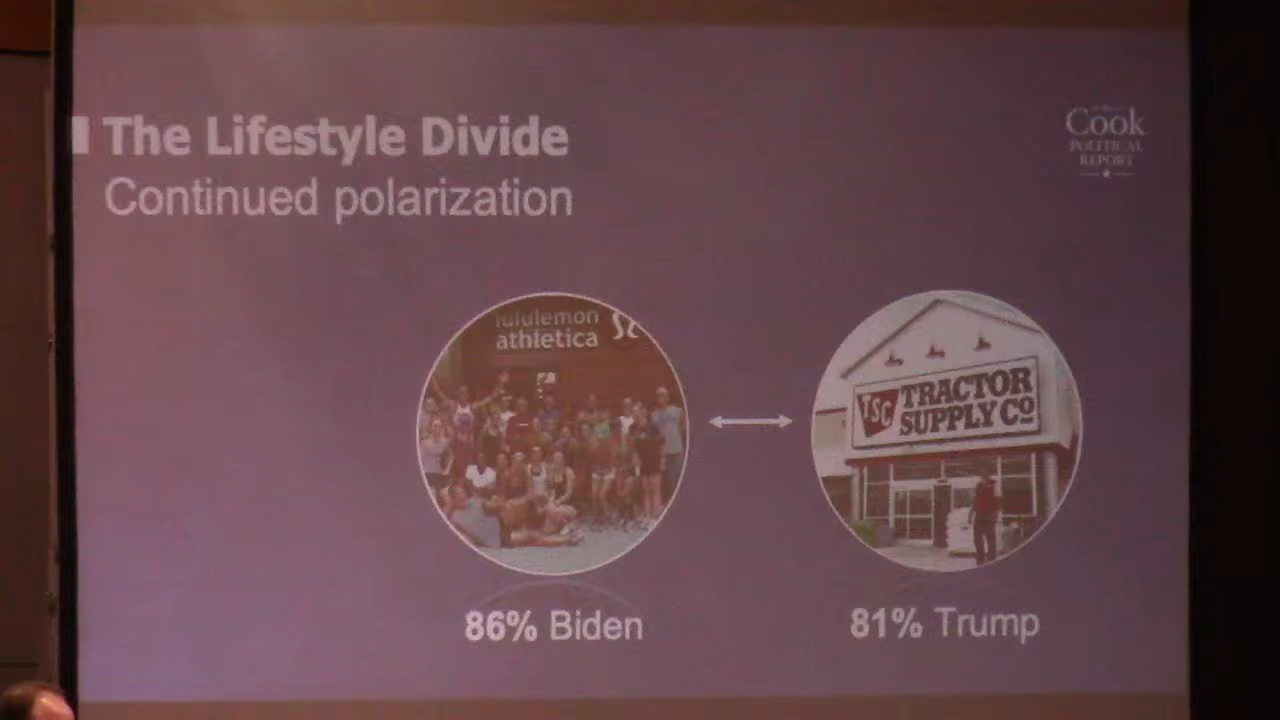 The Lifestyle Divide
Continued polarization
Cook
POLITICAL
REPORT
lululemon
athletica
TSC TRACTOR
SUPPLY CO
86% Biden
81% Trump